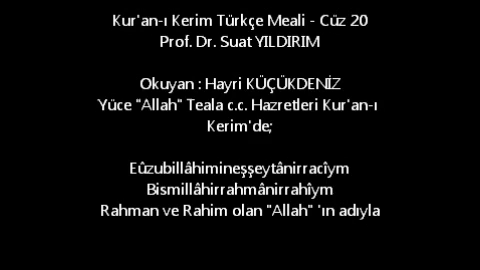 Kur'an-ı Kerim Türkçe Meali - Cüz 20
Prof. Dr. Suat YILDIRIM
Okuyan : Hayri KÜÇÜKDENİZ
Yüce "Allah" Teala c.c. Hazretleri Kur'an-ı
Kerim'de;
Eûzubillâhimineşşeytânirracîym
Bismillâhirrahmânirrahîym
Rahman ve Rahim olan "Allah" 'ın adıyla